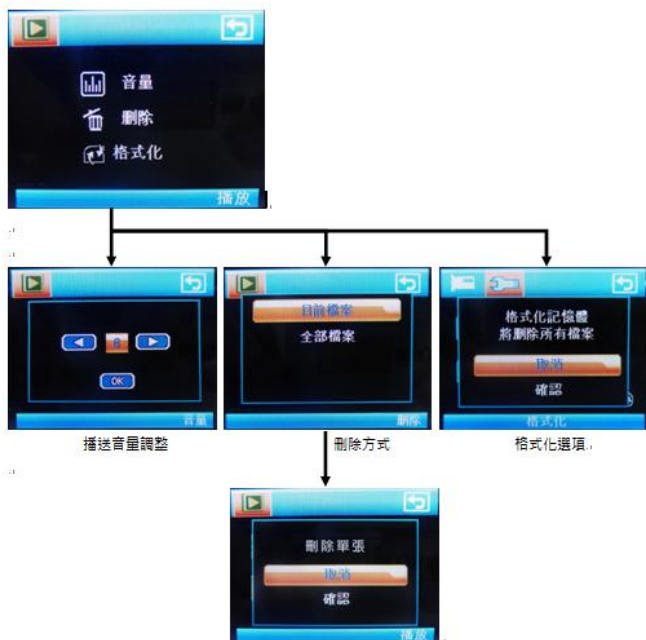 音量
刪除
格式化
播放
OK
音量
目前檔案
全部檔案
刪除
格式化記憶體
將刪除所有檔案
取消
確認
格式化
播送音量調整
刪除方式
格式化選項
刪除單張
取消
確認
播放